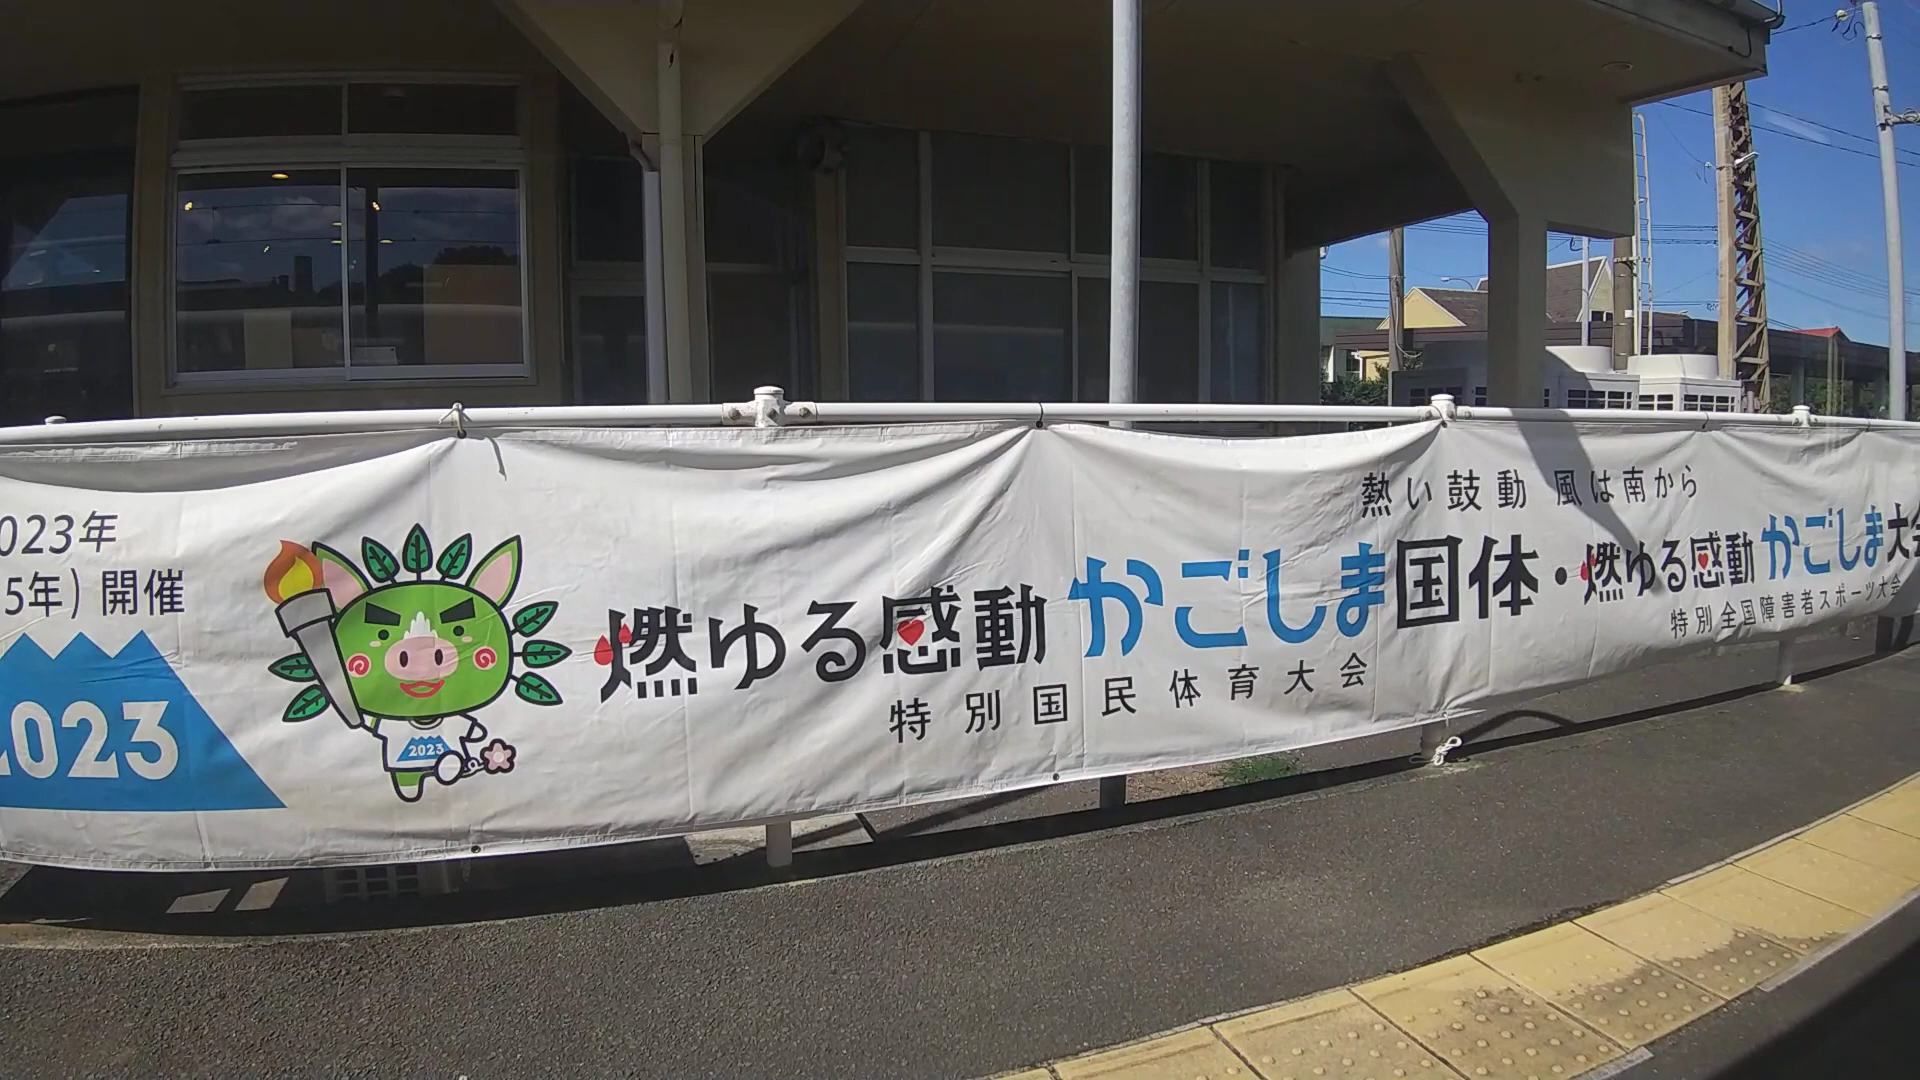 023年
5年）開催
2023
2023
燃ゆる感動 かごしま国体・燃ゆる感動 かごしま大会
特別国民体育大会
熱い鼓動 風は南から
特別全国障害者スポーツ大会